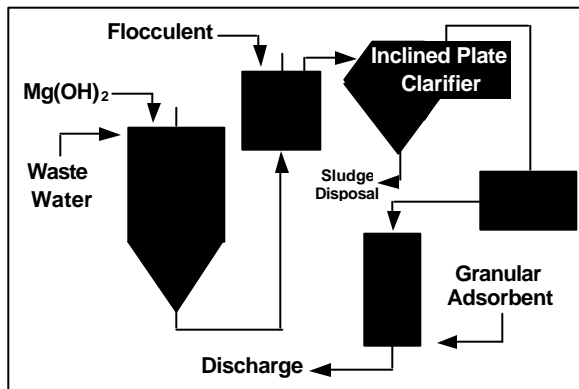 Flocculent
Inclined Plate
Clarifier
Mg(OH)2
Waste
Water
Sludge
Disposal
Granular
Adsorbent
Discharge